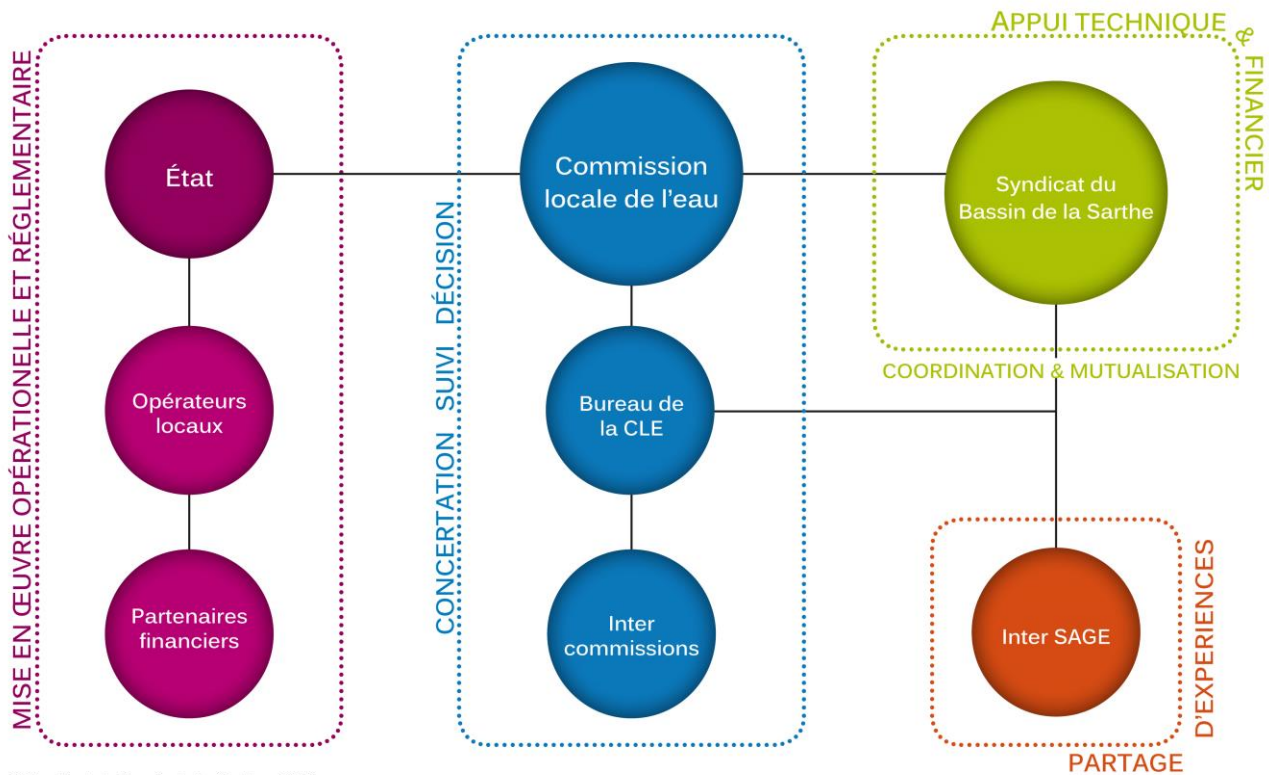 MISE EN ŒUVRE OPÉRATIONELLE ET RÉGLEMENTAIRE
État
Opérateurs
locaux
Partenaires
financiers
CONCERTATION SUIVI DÉCISION
Commission
locale de l'eau
Bureau de
la CLE
Inter
commissions
APPUI TECHNIQUE
&
FINANCIER
Syndicat du
Bassin de la Sarthe
COORDINATION & MUTUALISATION
Inter SAGE
PARTAGE
D'EXPERIENCES